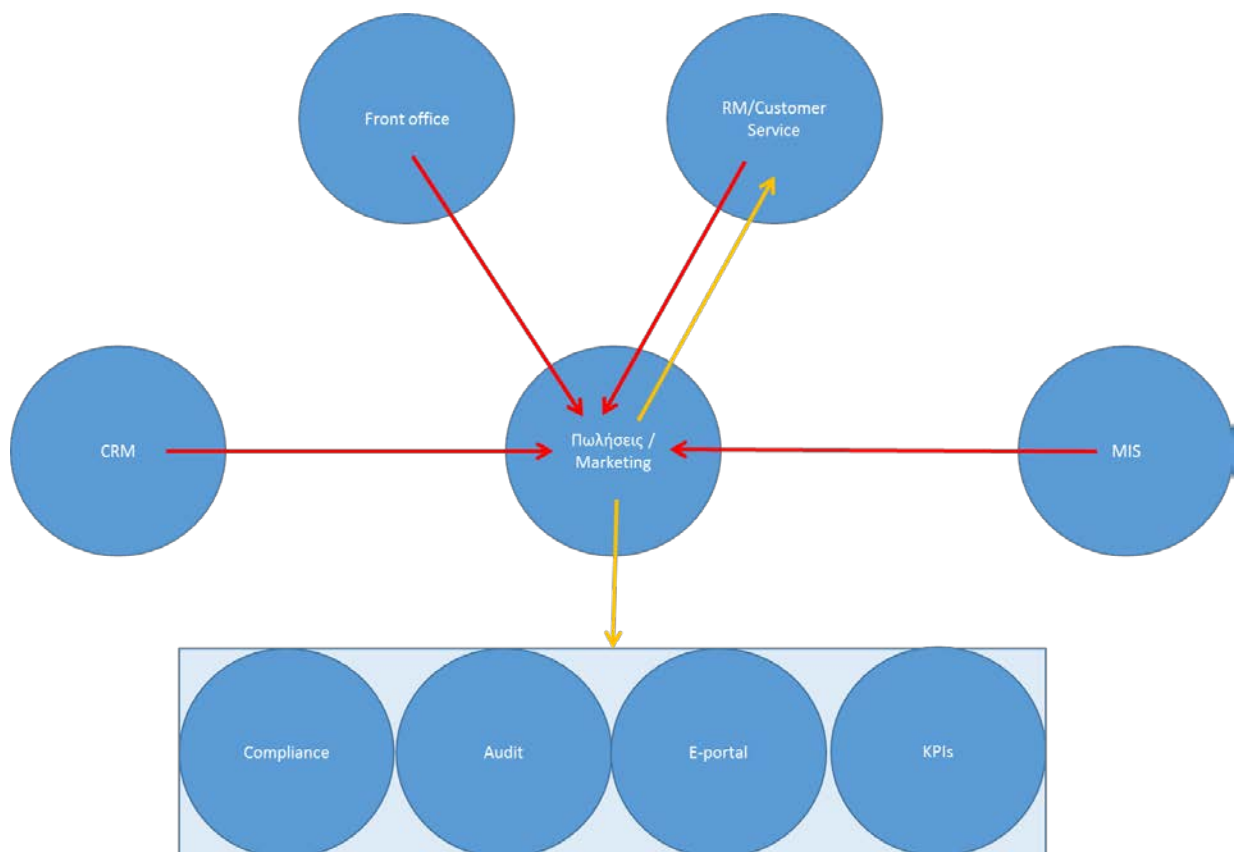 Front office
RM/Customer
Service
CRM
Πωλήσεις /
Marketing
MIS
Compliance
Audit
E-portal
KPIs